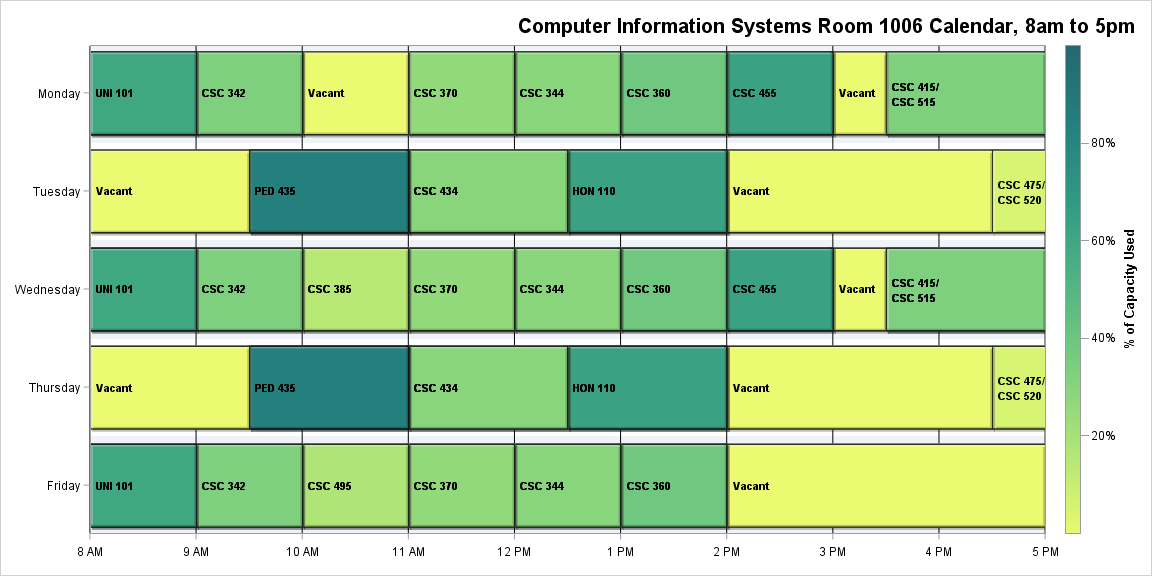 Computer Information Systems Room 1006 Calendar, 8am to 5pm
Monday
UNI 101
CSC 342
Vacant
CSC 370
CSC 344
CSC 360
CSC 455
Vacant
CSC 415/
CSC 515
Tuesday
Vacant
PED 435
CSC 434
HON 110
Vacant
CSC 475/
CSC 520
Wednesday
UNI 101
CSC 342
CSC 385
CSC 370
CSC 344
CSC 360
CSC 455
Vacant
CSC 415/
CSC 515
Thursday
Vacant
PED 435
CSC 434
HON 110
Vacant
CSC 475/
CSC 520
Friday
UNI 101
CSC 342
CSC 495
CSC 370
CSC 344
CSC 360
Vacant
8 AM
9 AM
10 AM
11 AM
12 PM
1 PM
2 PM
3 PM
4 PM
5 PM
80%
60%
40%
20%
% of Capacity Used